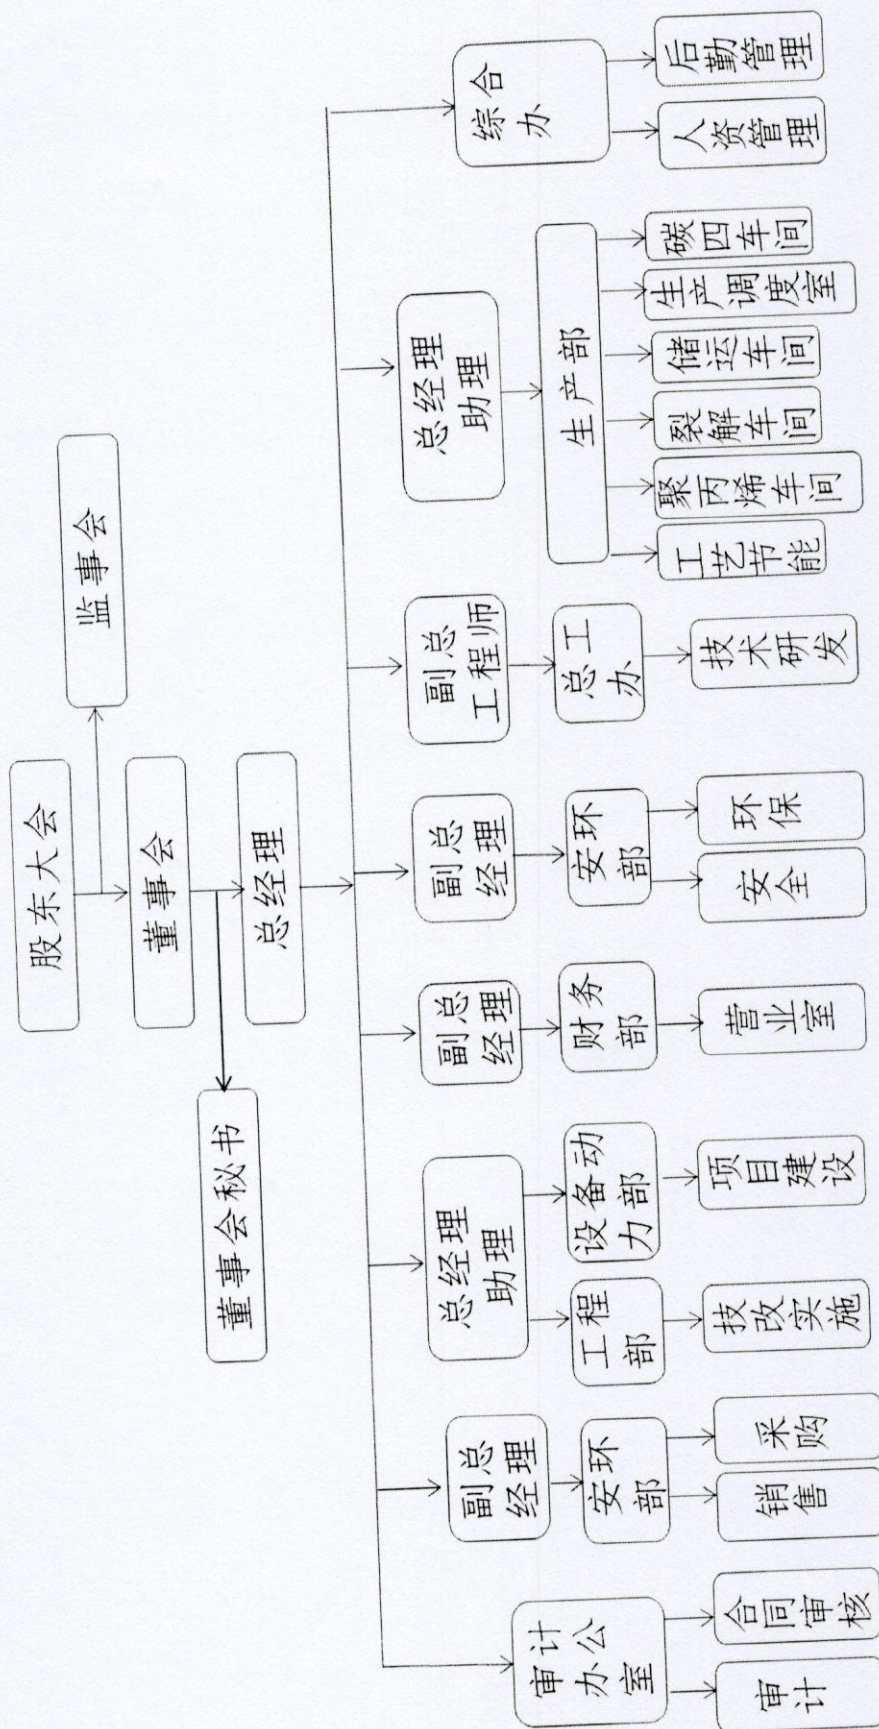 股东大会
监事会
董事会
董事会秘书
总经理
审计
办公
室
副总
经理
总经理
助理
副总
经理
副总
经理
副总
工程师
总经理
助理
综合
办
安环
部
工程
部
设备动
力部
财务
部
安环
部
总工
办
生产部
审计
合同
审核
销售
采购
技改
实施
项目
建设
营业
室
安全
环保
技术
研发
工艺
节能
聚丙
烯车
间
裂解
车间
储运
车间
生产
调度
室
碳四
车间
人资
管理
后勤
管理